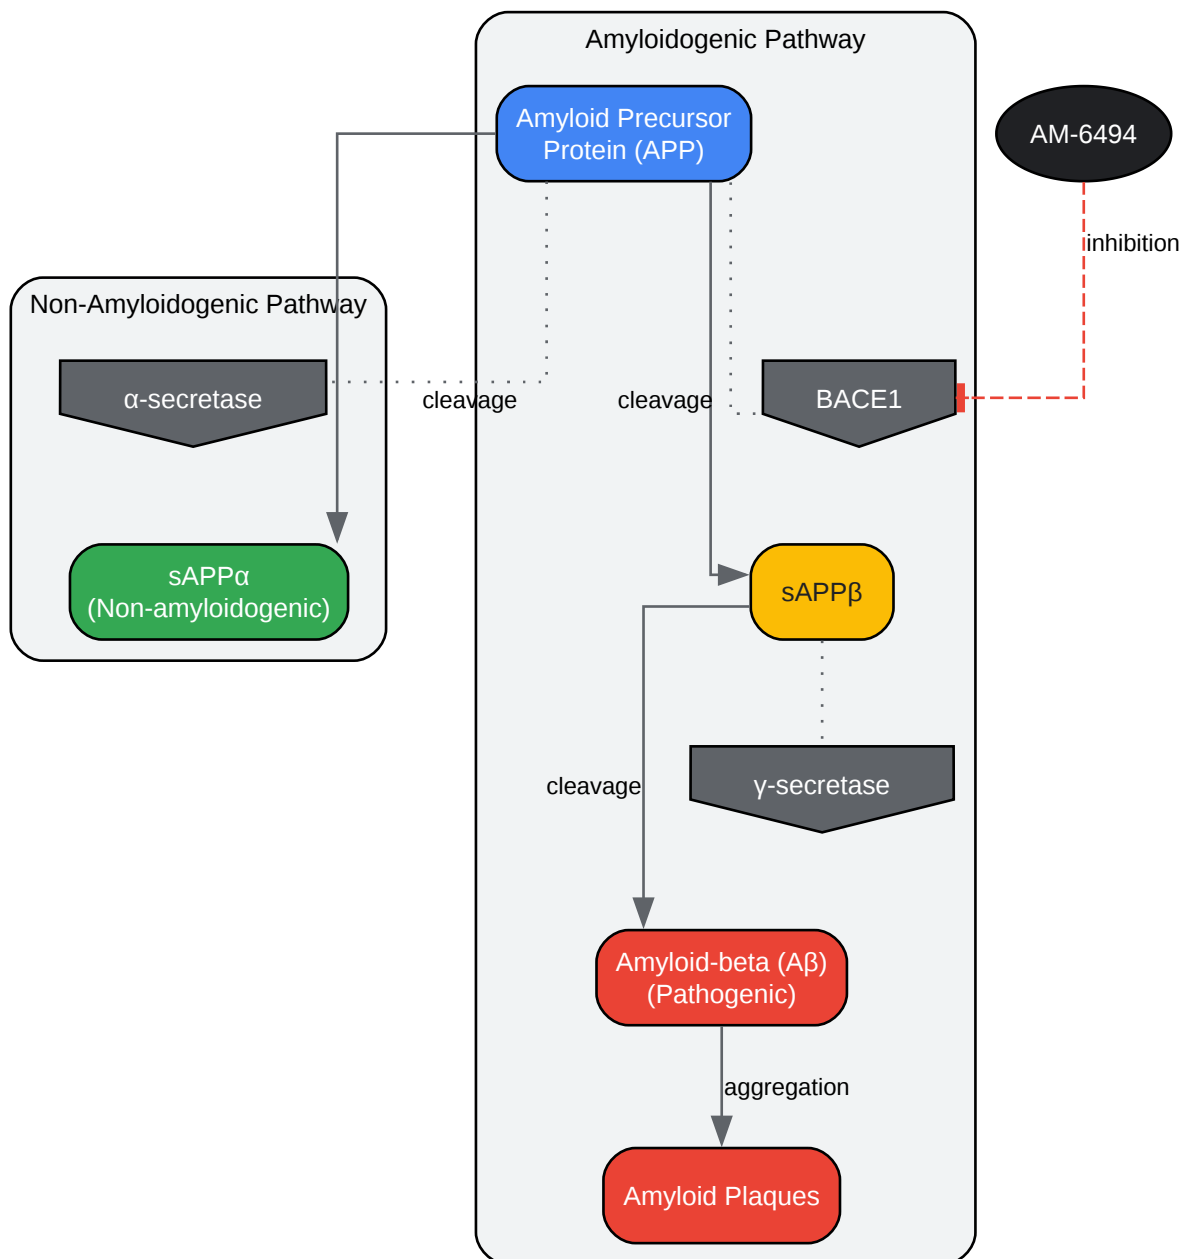 Amyloidogenic Pathway
Amyloid Precursor
Protein (APP)
AM-6494
inhibition
Non-Amyloidogenic Pathway
α-secretase
cleavage
cleavage
BACE1
sAPPα
(Non-amyloidogenic)
sAPPβ
cleavage
γ-secretase
Amyloid-beta (Aβ)
(Pathogenic)
aggregation
Amyloid Plaques